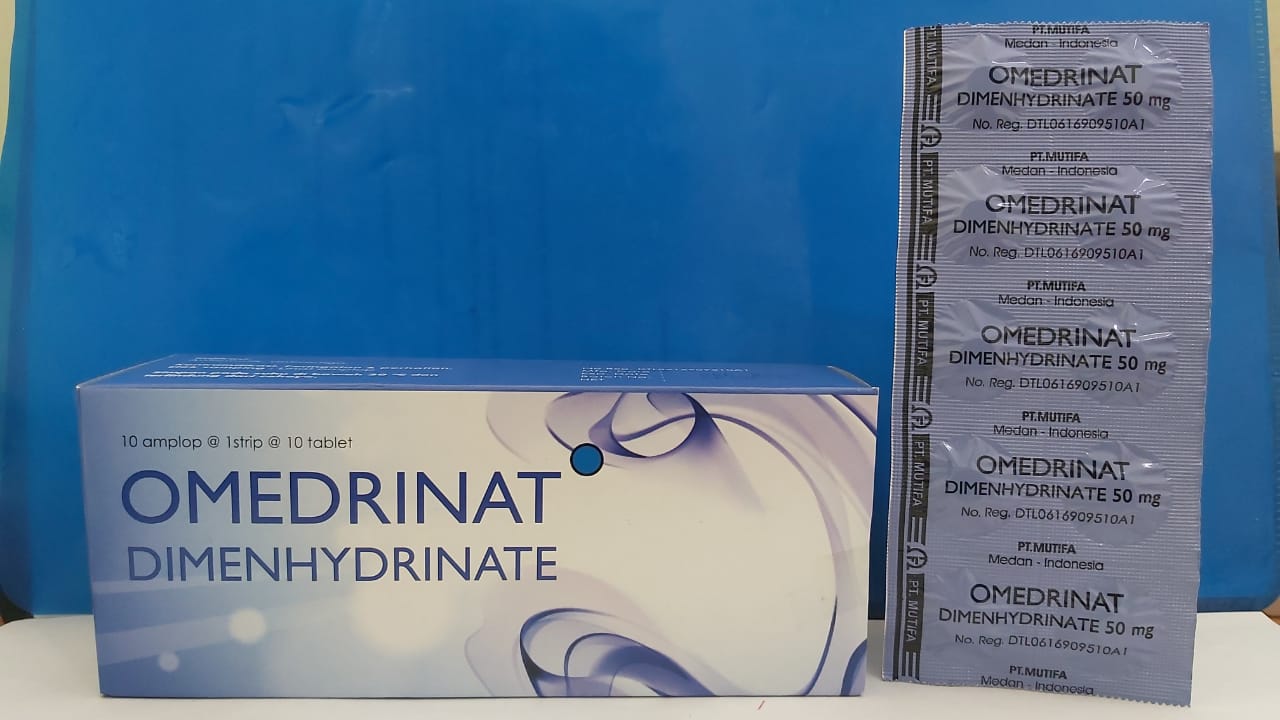 10 amplop @ 1strip @ 10 tablet
OMEDRINAT
DIMENHYDRINATE
PT.MUTIFA
Medan - Indonesia
OMEDRINAT
DIMENHYDRINATE 50 mg
No. Reg. DTL0616909510A1
PT.MUTIFA
Medan - Indonesia
OMEDRINAT
DIMENHYDRINATE 50 mg
No. Reg. DTL0616909510A1
PT.MUTIFA
Medan - Indonesia
OMEDRINAT
DIMENHYDRINATE 50 mg
No. Reg. DTL0616909510A1
PT.MUTIFA
Medan - Indonesia
OMEDRINAT
DIMENHYDRINATE 50 mg
No. Reg. DTL0616909510A1
PT.MUTIFA
Medan - Indonesia
OMEDRINAT
DIMENHYDRINATE 50 mg
No. Reg. DTL0616909510A1
PT.MUTIFA
Medan - Indonesia
PT. MUTIFA
PT. MUTIFA
PT. MUTIFA
PT. MUTIFA
PT. MUTIFA